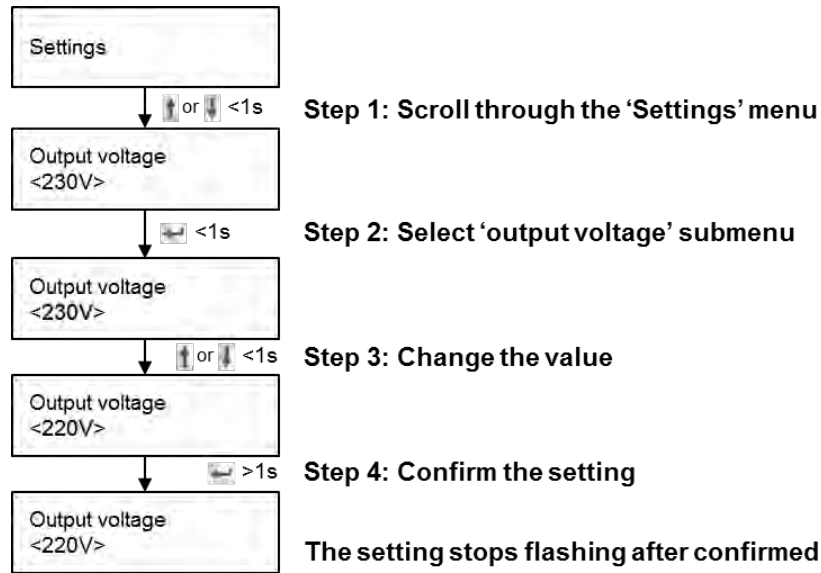 Settings
or <1s Step 1: Scroll through the ‘Settings’ menu
Output voltage
<230V>
<1s Step 2: Select ‘output voltage’ submenu
Output voltage
<230V>
or <1s Step 3: Change the value
Output voltage
<220V>
>1s Step 4: Confirm the setting
Output voltage
<220V>
The setting stops flashing after confirmed